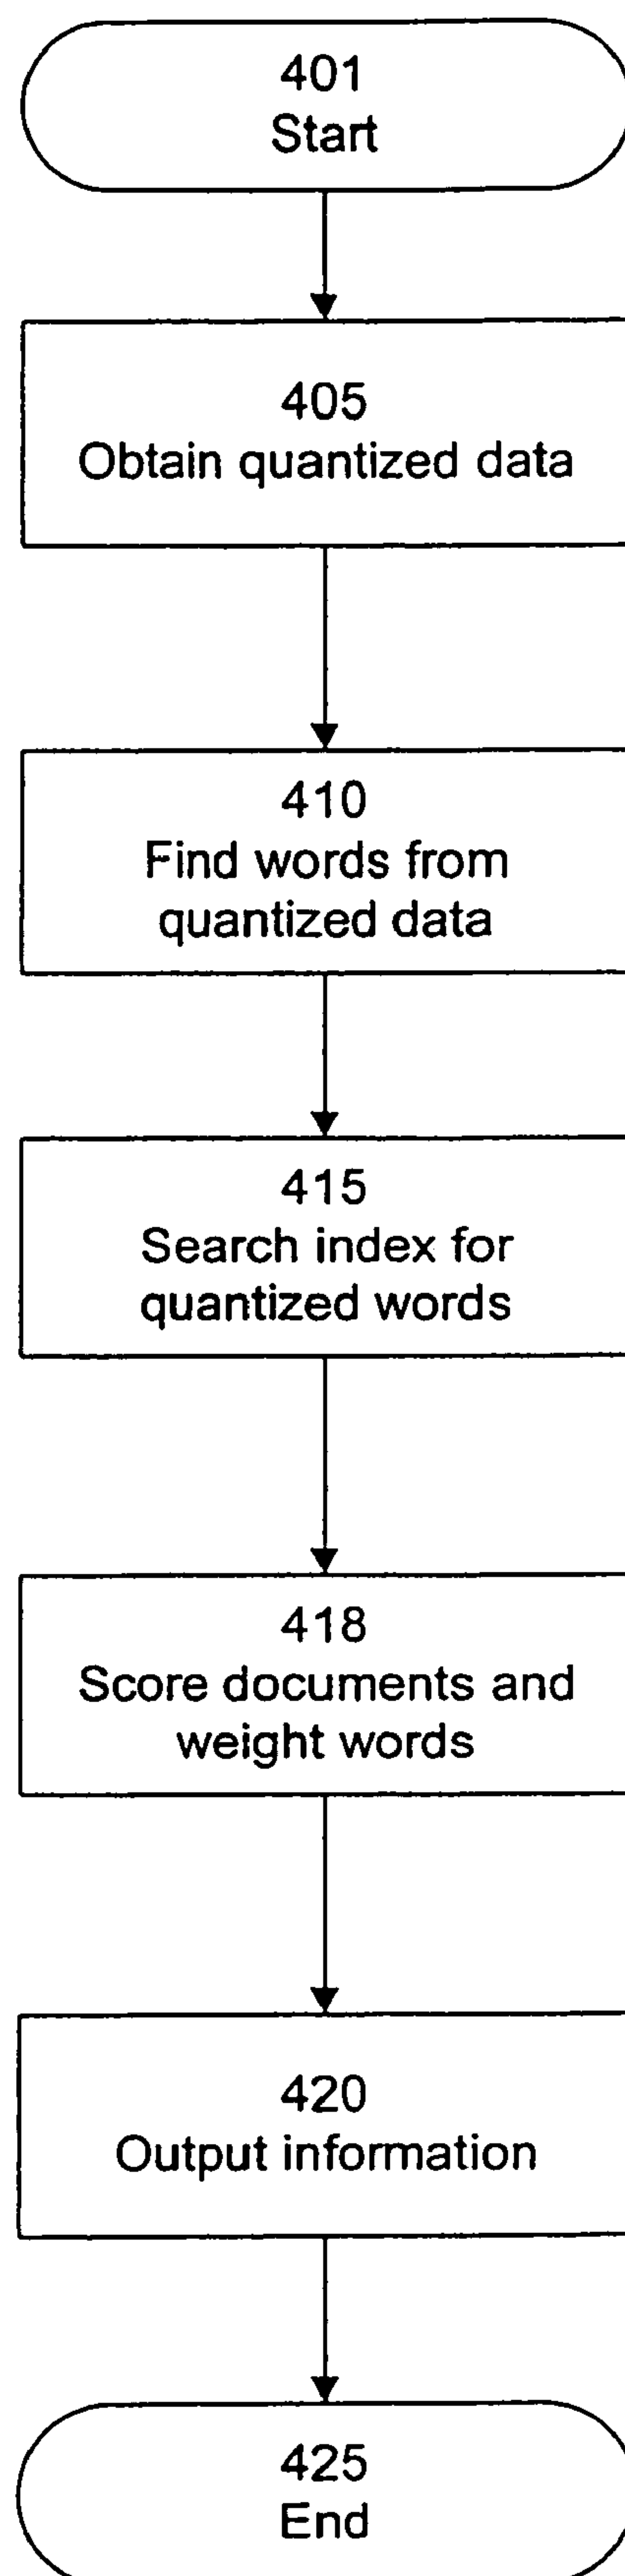 401
Start
405
Obtain quantized data
410
Find words from
quantized data
415
Search index for
quantized words
418
Score documents and
weight words
420
Output information
425
End